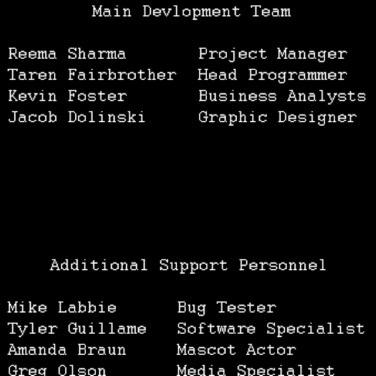 Main Devlopment Team
Reema Sharma Project Manager
Taren Fairbrother Head Programmer
Kevin Foster Business Analysts
Jacob Dolinski Graphic Designer
Additional Support Personnel
Mike Labbie Bug Tester
Tyler Guillame Software Specialist
Amanda Braun Mascot Actor
Greg Olson Media Specialist